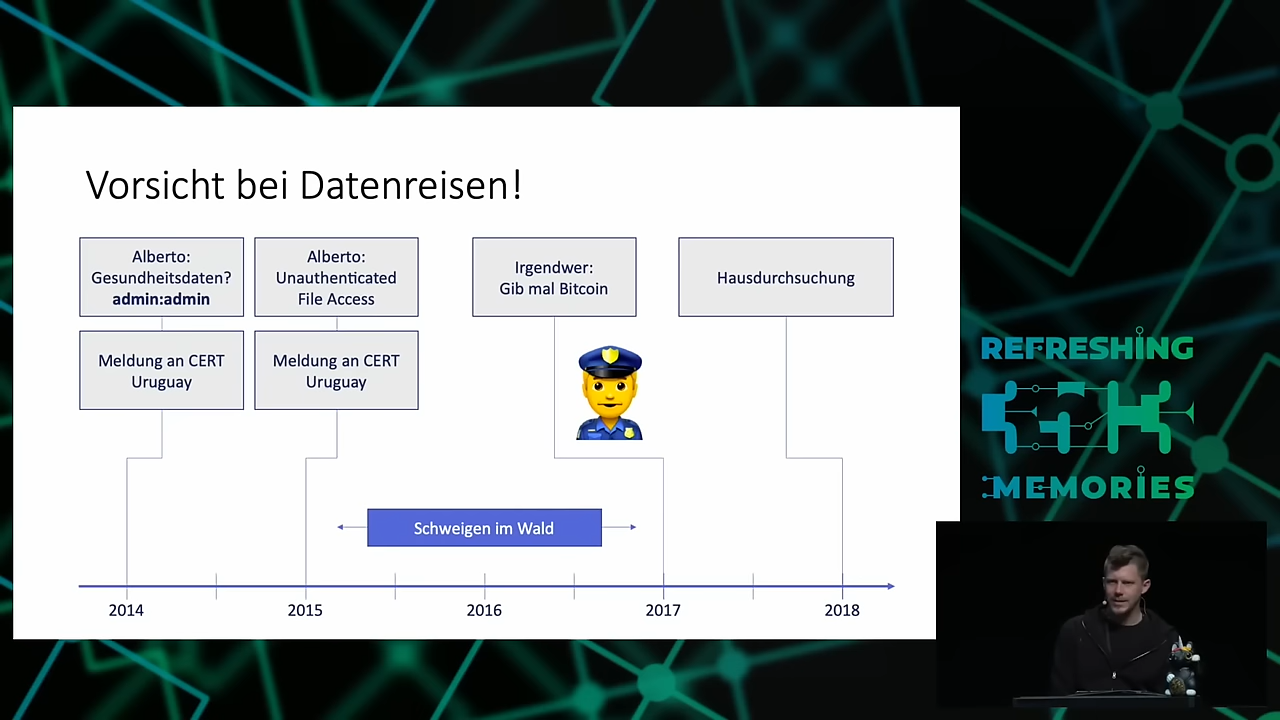 Vorsicht bei Datenreisen!
Alberto:
Gesundheitsdaten?
admin:admin
Alberto:
Unauthenticated
File Access
Irgendwer:
Gib mal Bitcoin
Hausdurchsuchung
Meldung an CERT
Uruguay
Meldung an CERT
Uruguay
Schweigen im Wald
2014
2015
2016
2017
2018
REFRESHING
MEMORIES